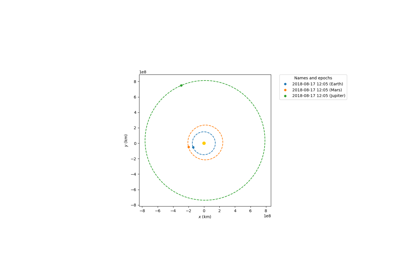 Names and epochs
2018-08-17 12:05 (Earth)
2018-08-17 12:05 (Mars)
2018-08-17 12:05 (Jupiter)
1e8
8
6
4
2
0
−2
−4
−6
−8
y (km)
−8 −6 −4 −2 0 2 4 6 8
x (km)
1e8